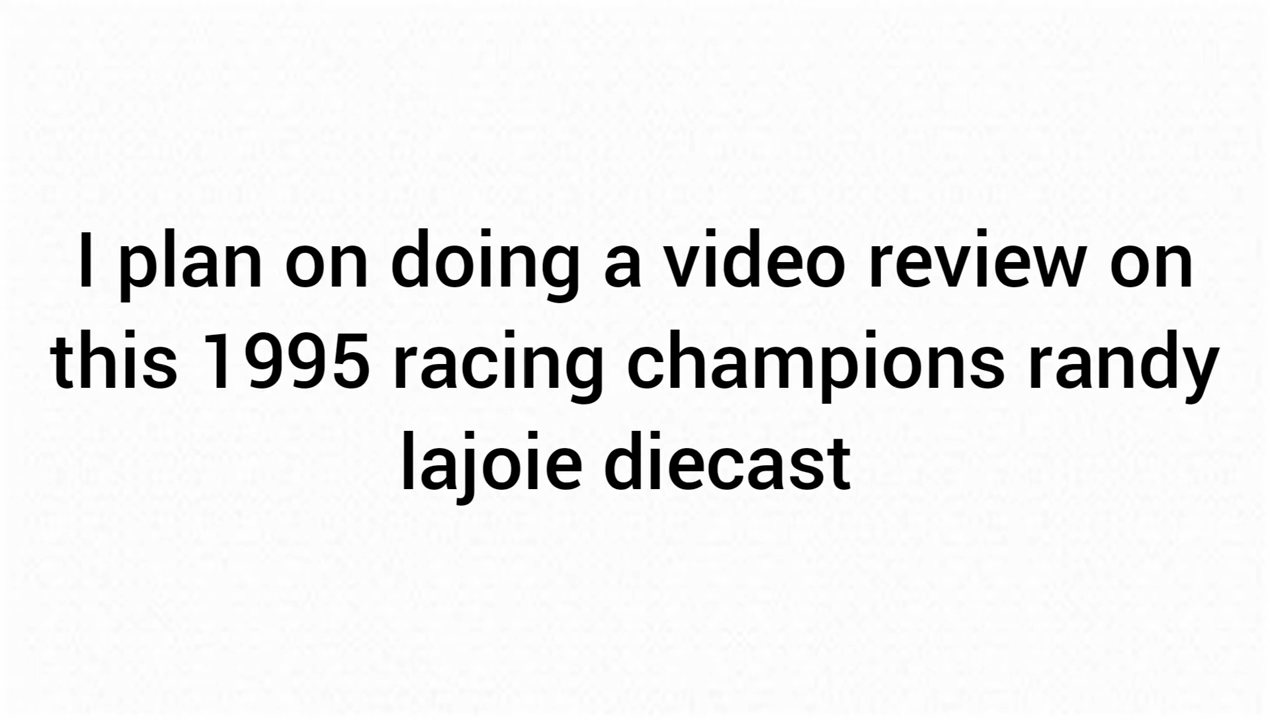 I plan on doing a video review on
this 1995 racing champions randy
lajoie diecast